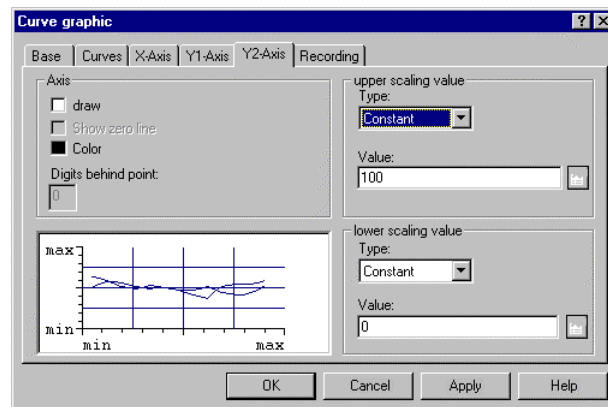 Curve graphic
Base Curves X-Axis Y1-Axis Y2-Axis Recording
Axis
draw
Show zero line
Color
Digits behind point:
0
upper scaling value
Type:
Constant
Value:
100
max
min
min max
lower scaling value
Type:
Constant
Value:
0
OK Cancel Apply Help